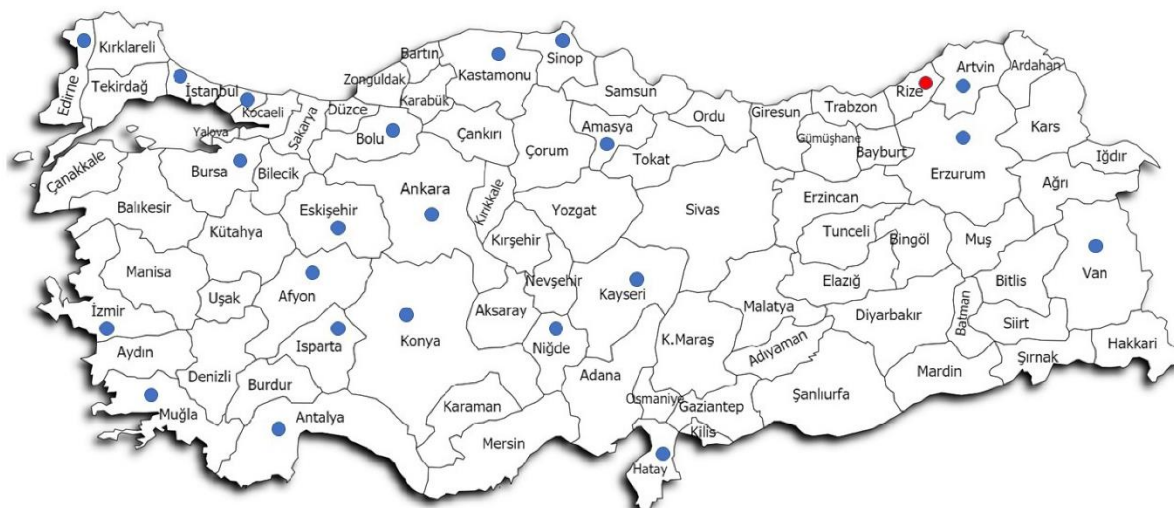 Kırklareli
Edirne
Tekirdağ
İstanbul
Kocaeli
Yalova
Sakarya
Düzce
Zonguldak
Bartın
Karabük
Kastamonu
Sinop
Samsun
Ordu
Giresun
Trabzon
Rize
Artvin
Ardahan
Kars
Iğdır
Ağrı
Erzurum
Bayburt
Gümüşhane
Amasya
Tokat
Çorum
Çankırı
Bolu
Bilecik
Bursa
Çanakkale
Balıkesir
Kütahya
Eskişehir
Ankara
Kırıkkale
Kırşehir
Yozgat
Sivas
Erzincan
Tunceli
Bingöl
Muş
Bitlis
Van
Manisa
Uşak
Afyon
İzmir
Aydın
Denizli
Isparta
Burdur
Konya
Aksaray
Nevşehir
Niğde
Kayseri
Malatya
Elazığ
Diyarbakır
Batman
Siirt
Hakkari
Şırnak
Mardin
Şanlıurfa
Adıyaman
K.Maraş
Adana
Osmaniye
Gaziantep
Kilis
Hatay
Mersin
Karaman
Antalya
Muğla